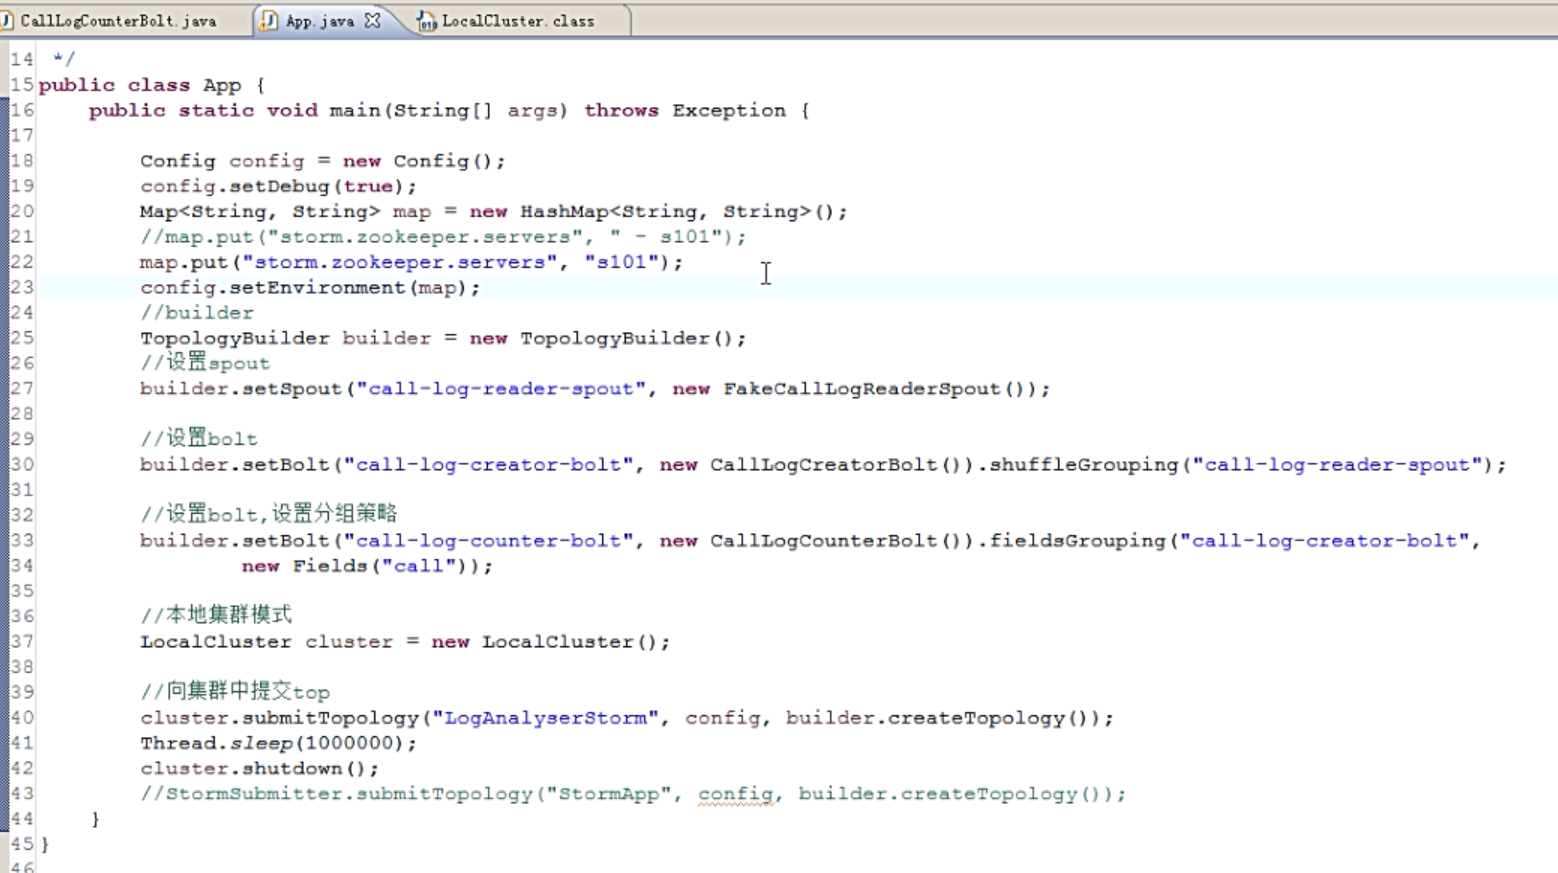 CallLogCounterBolt.java App.java LocalCluster.class
14 */
15 public class App {
16 public static void main(String[] args) throws Exception {
17
18 Config config = new Config();
19 config.setDebug(true);
20 Map<String, String> map = new HashMap<String, String>();
21 //map.put("storm.zookeeper.servers", " - s101");
22 map.put("storm.zookeeper.servers", "s101");
23 config.setEnvironment(map);
24 //builder
25 TopologyBuilder builder = new TopologyBuilder();
26 //设置spout
27 builder.setSpout("call-log-reader-spout", new FakeCallLogReaderSpout());
28
29 //设置bolt
30 builder.setBolt("call-log-creator-bolt", new CallLogCreatorBolt()).shuffleGrouping("call-log-reader-spout");
31
32 //设置bolt,设置分组策略
33 builder.setBolt("call-log-counter-bolt", new CallLogCounterBolt()).fieldsGrouping("call-log-creator-bolt",
34 new Fields("call"));
35
36 //本地集群模式
37 LocalCluster cluster = new LocalCluster();
38
39 //向集群中提交top
40 cluster.submitTopology("LogAnalyserStorm", config, builder.createTopology());
41 Thread.sleep(1000000);
42 cluster.shutdown();
43 //StormSubmitter.submitTopology("StormApp", config, builder.createTopology());
44 }
45 }
46